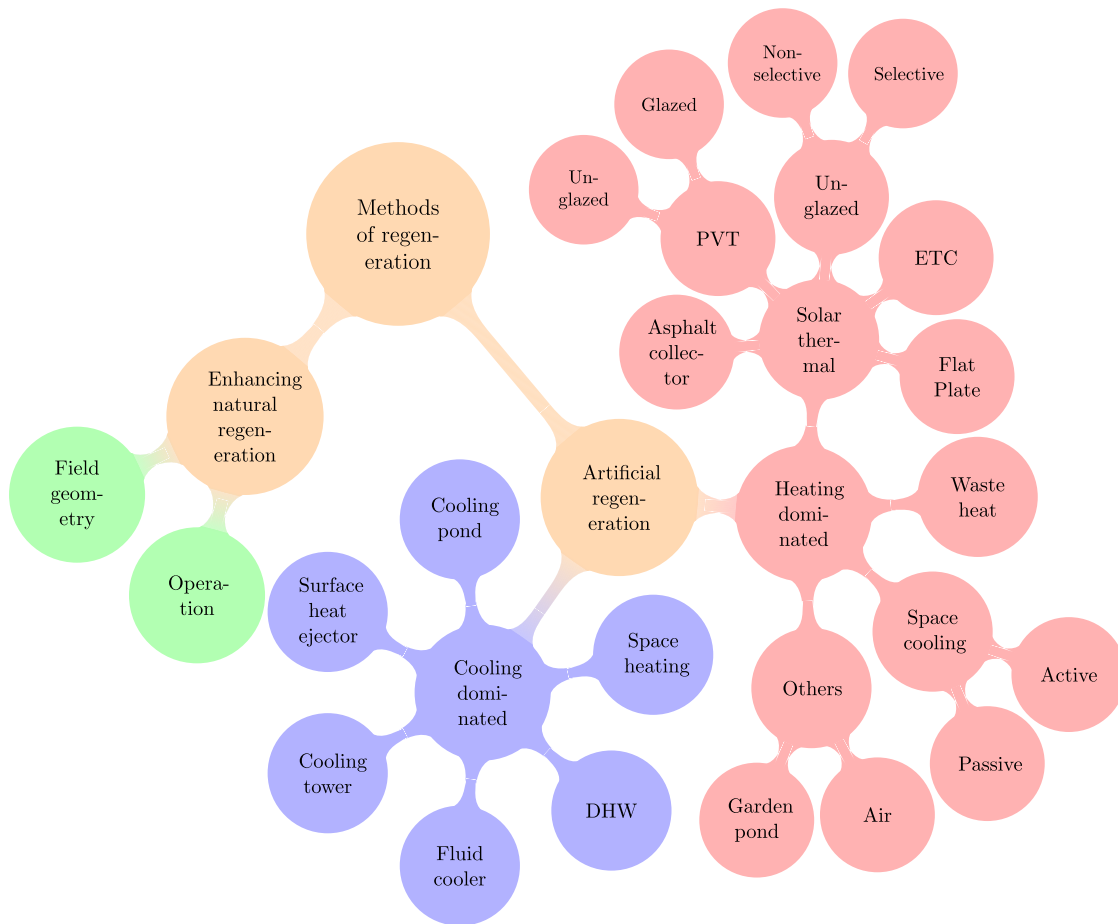 Methods
of regen-
eration
Enhancing
natural
regen-
eration
Field
geom-
etry
Opera-
tion
Artificial
regen-
eration
Cooling
domi-
nated
Cooling
pond
Surface
heat
ejector
Cooling
tower
Fluid
cooler
DHW
Space
heating
Heating
domi-
nated
Solar
ther-
mal
Asphalt
collec-
tor
PVT
Un-
glazed
Glazed
Un-
glazed
Non-
selective
Selective
ETC
Flat
Plate
Waste
heat
Space
cooling
Active
Passive
Others
Garden
pond
Air